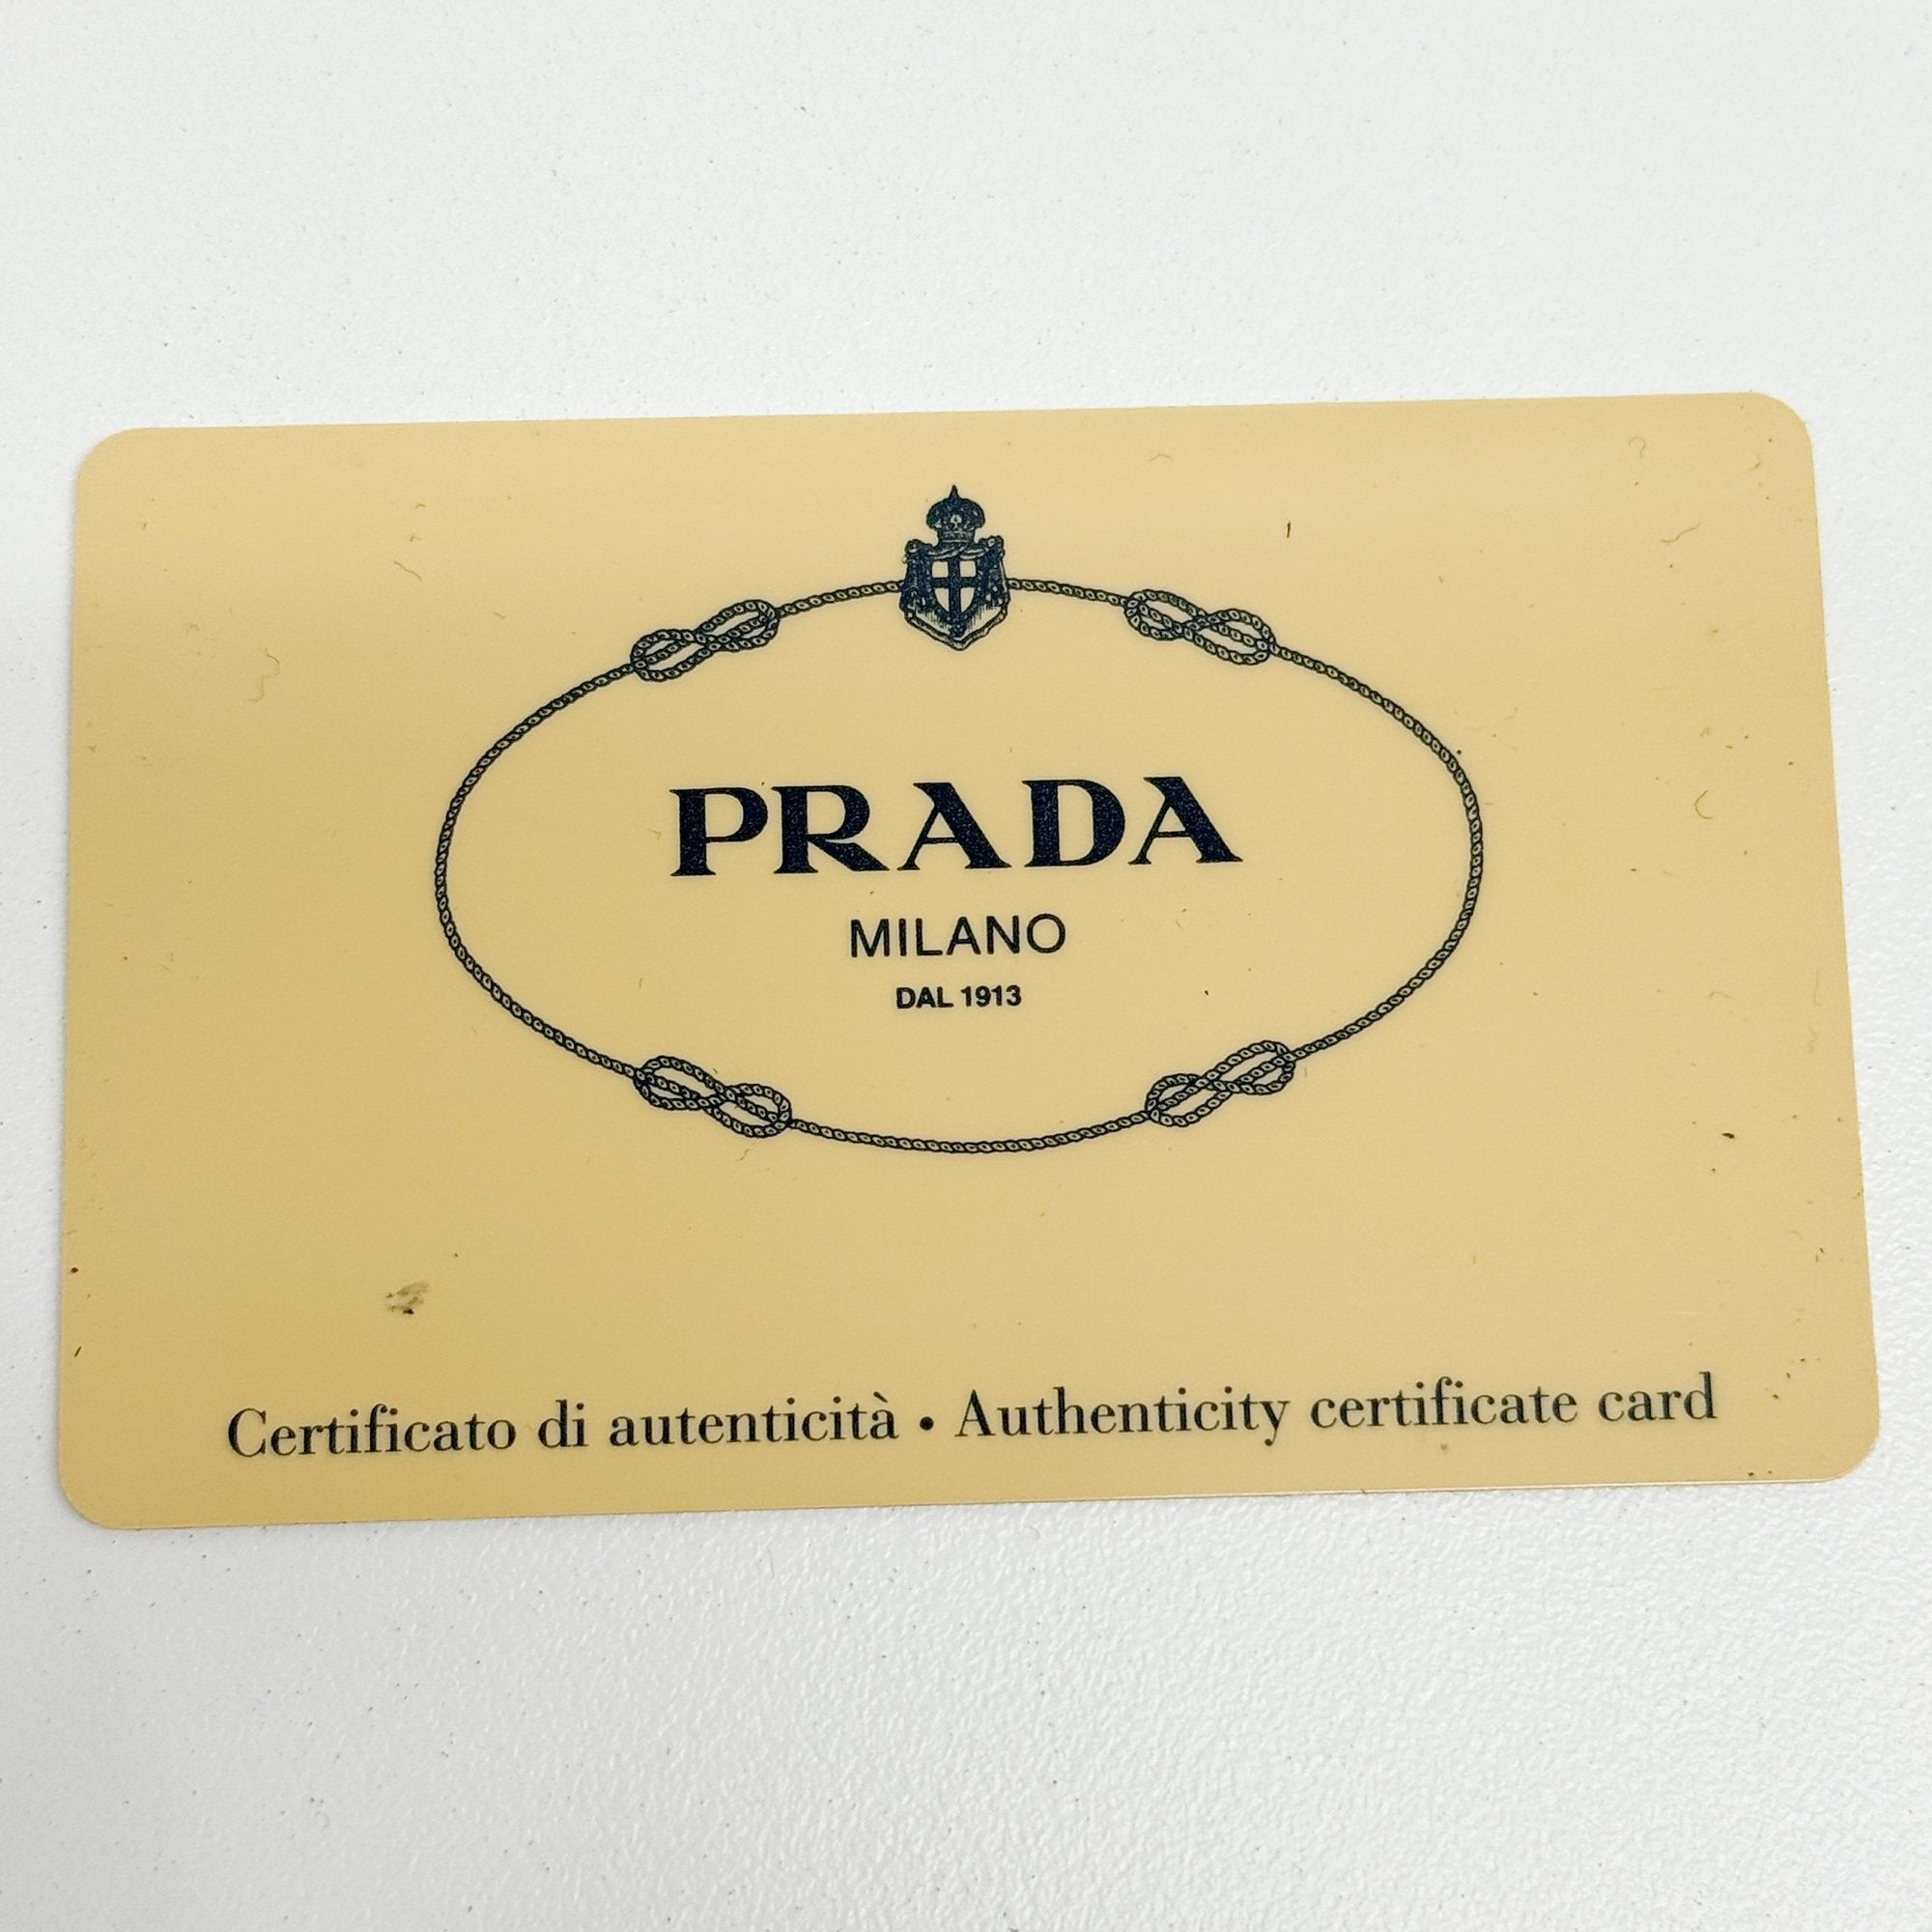 PRADA
MILANO
DAL 1913
Certificato di autenticità • Authenticity certificate card